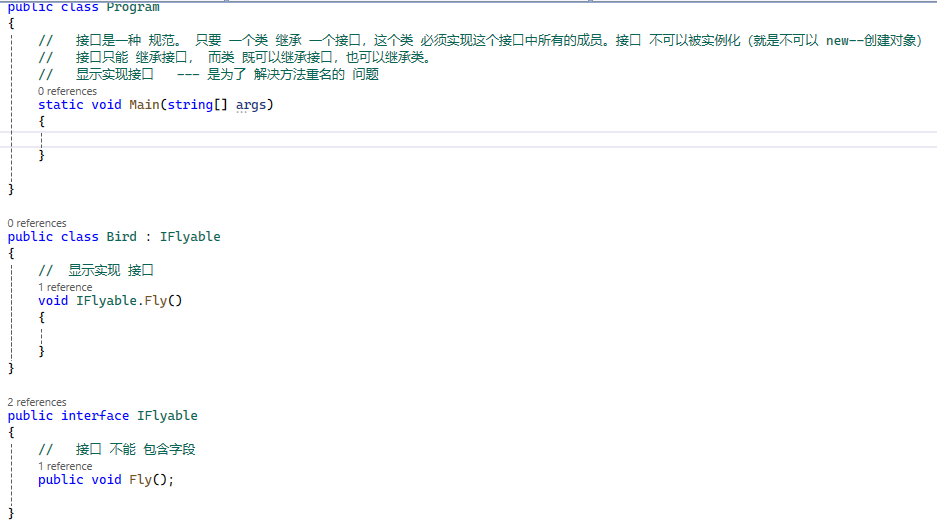 public class Program
{
//   接口是一种 规范。 只要 一个类 继承 一个接口，这个类 必须实现这个接口中所有的成员。接口 不可以被实例化（就是不可以 new--创建对象）
//   接口只能 继承接口， 而类 既可以继承接口，也可以继承类。
//   显示实现接口   --- 是为了 解决方法重名的 问题
0 references
static void Main(string[] args)
{
}
}
0 references
public class Bird : IFlyable
{
//  显示实现 接口
1 reference
void IFlyable.Fly()
{
}
}
2 references
public interface IFlyable
{
//   接口 不能 包含字段
1 reference
public void Fly();
}